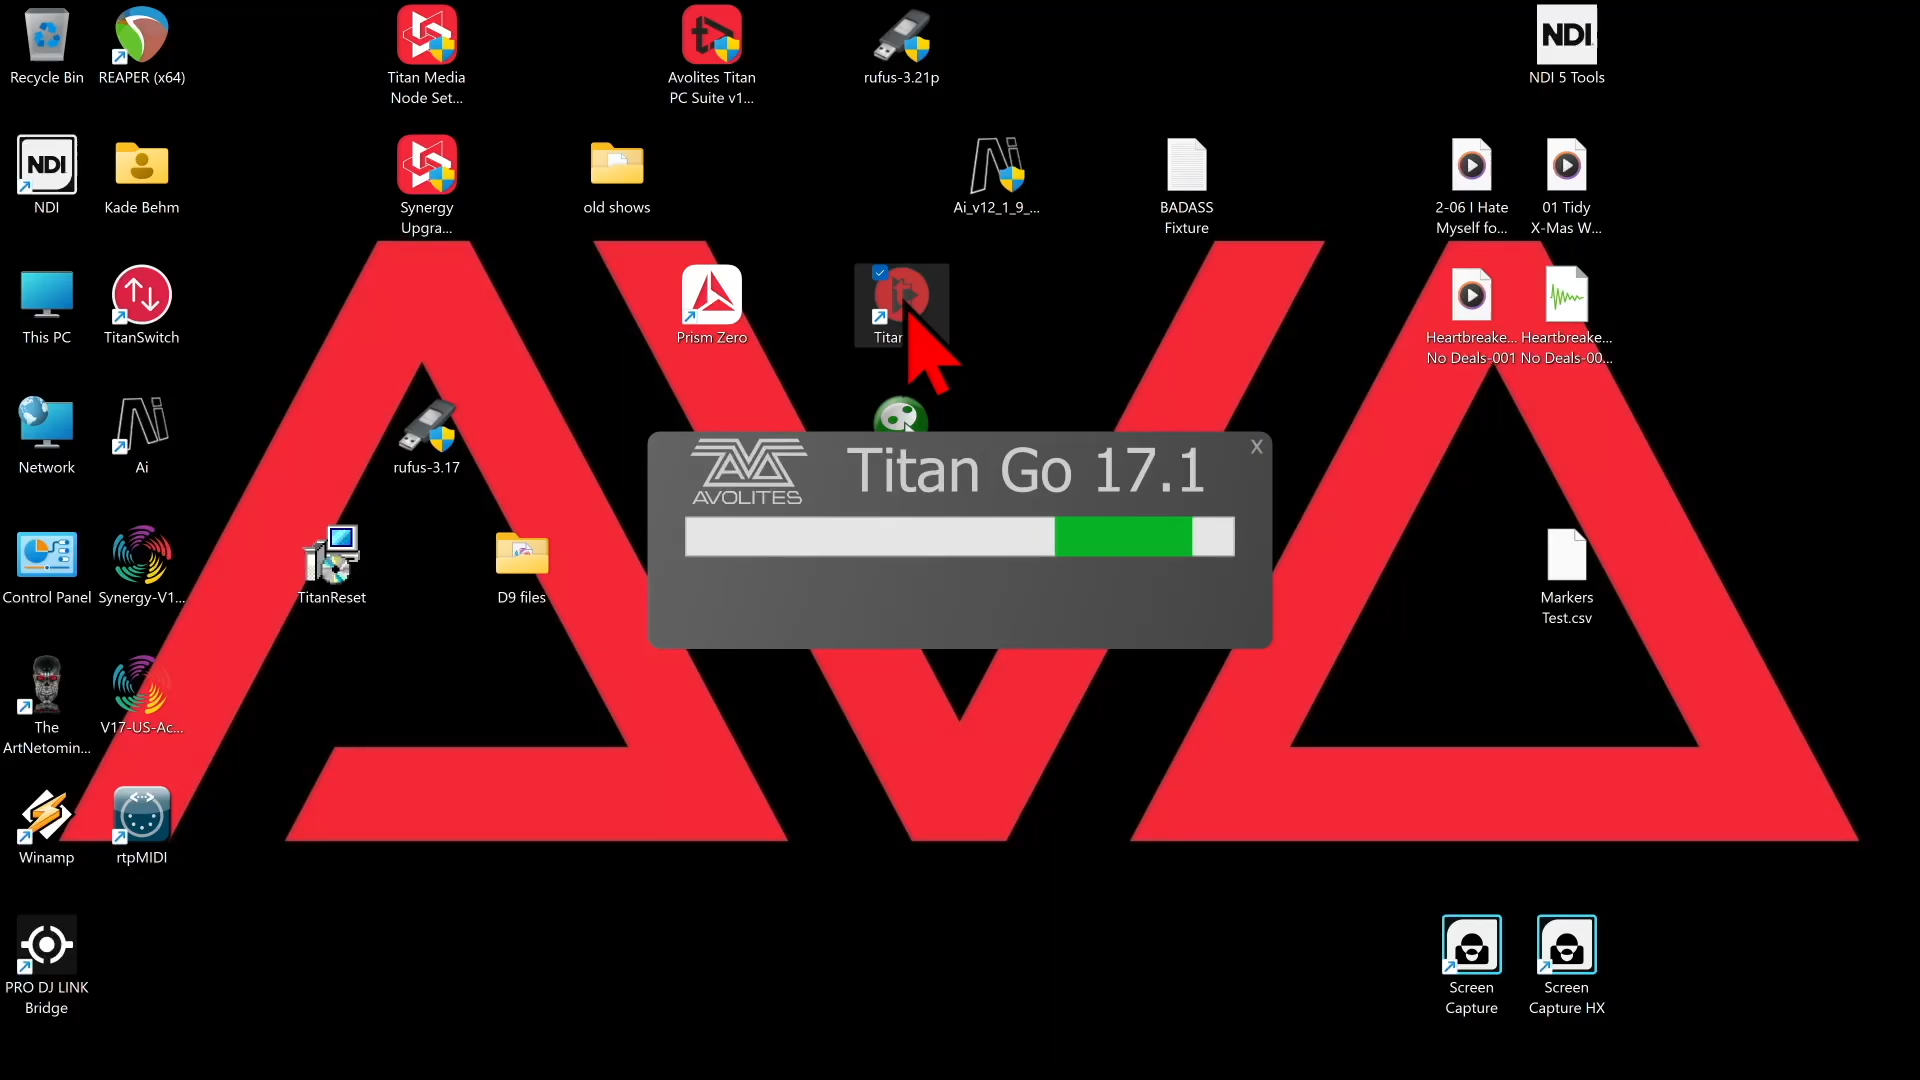 Recycle Bin
REAPER (x64)
Titan Media
Node Set...
Avolites Titan
PC Suite v1...
rufus-3.21p
NDI
NDI 5 Tools
NDI
NDI
Kade Behm
Synergy
Upgra...
old shows
Ai_v12_1_9_...
BADASS
Fixture
2-06 I Hate
Myself fo...
01 Tidy
X-Mas W...
This PC
TitanSwitch
Prism Zero
Titan
Heartbreake...
No Deals-001
Heartbreake...
No Deals-00...
Network
Ai
rufus-3.17
AVOLITES
Titan Go 17.1
X
Control Panel
Synergy-V1...
TitanReset
D9 files
Markers
Test.csv
The
ArtNetomin...
V17-US-Ac...
Winamp
rtpMIDI
PRO DJ LINK
Bridge
Screen
Capture
Screen
Capture HX